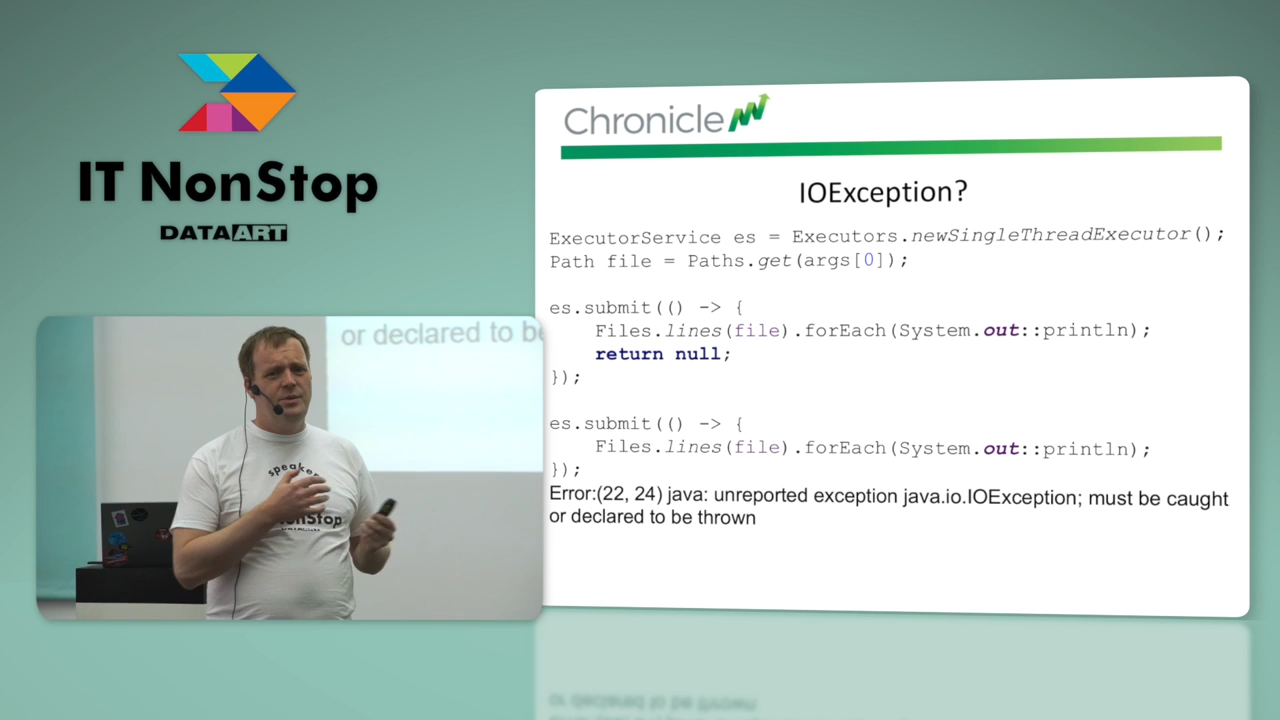 IT NonStop
DATAART
Chronicle
IOException?
ExecutorService es = Executors.newSingleThreadExecutor();
Path file = Paths.get(args[0]);
es.submit(() -> {
Files.lines(file).forEach(System.out::println);
return null;
});
es.submit(() -> {
Files.lines(file).forEach(System.out::println);
});
Error:(22, 24) java: unreported exception java.io.IOException; must be caught
or declared to be thrown
or declared to be
speaker
NonStop